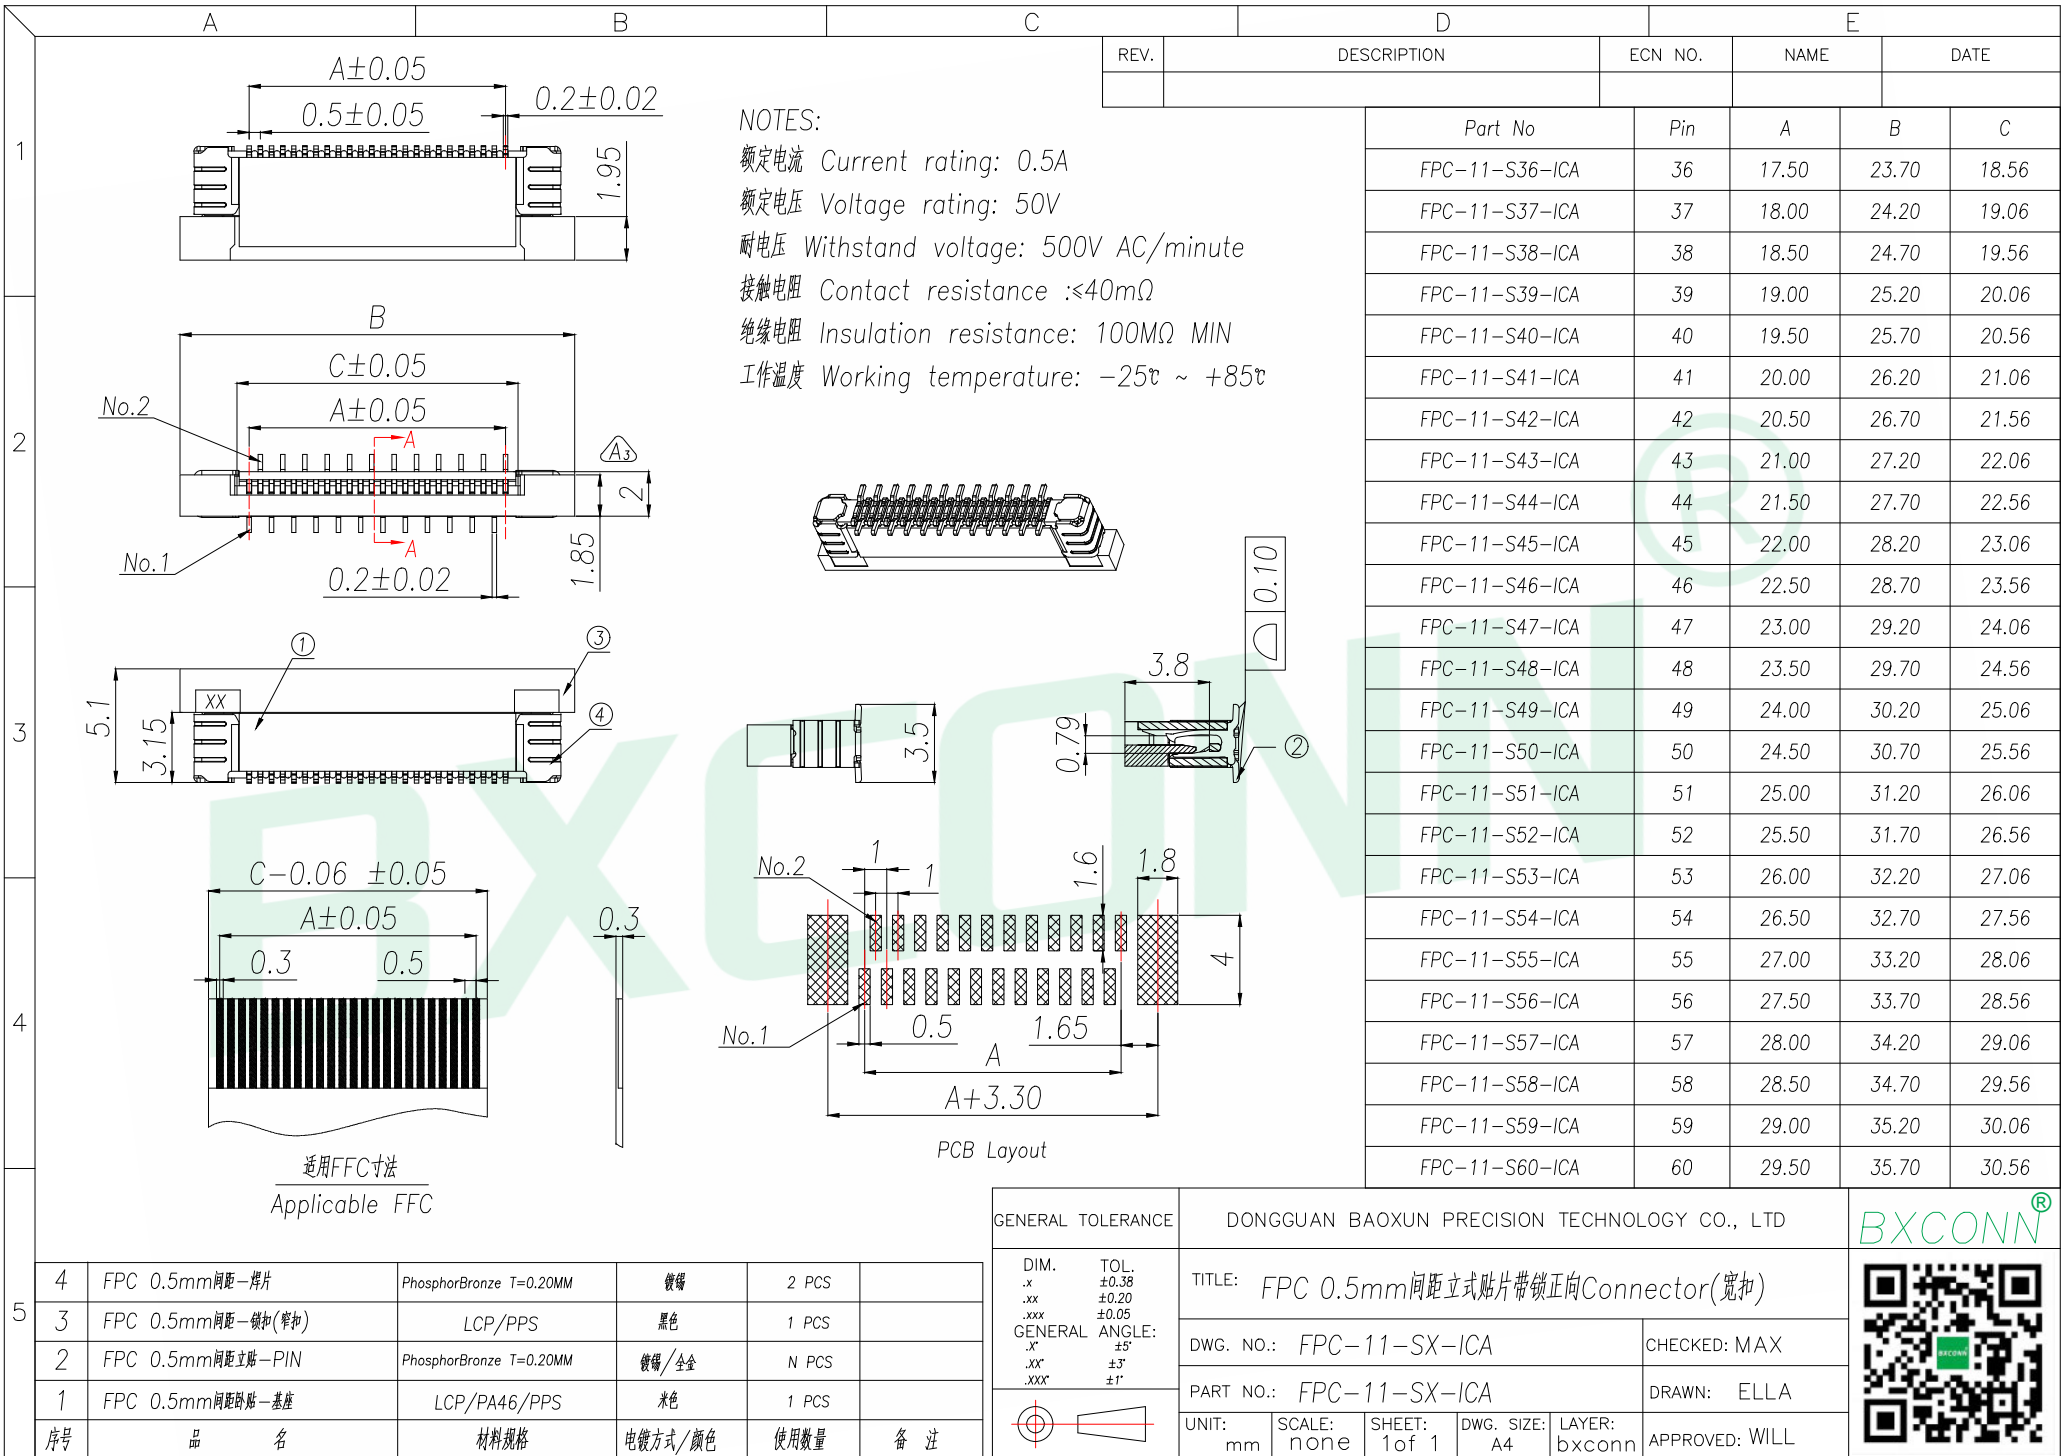 A B C D E
REV. DESCRIPTION ECN NO. NAME DATE
1
2
3
4
5
A±0.05
0.5±0.05
0.2±0.02
1.95
NOTES:
额定电流 Current rating: 0.5A
额定电压 Voltage rating: 50V
耐电压 Withstand voltage: 500V AC/minute
接触电阻 Contact resistance :≤40mΩ
绝缘电阻 Insulation resistance: 100MΩ MIN
工作温度 Working temperature: -25℃ ~ +85℃
B
C±0.05
A±0.05
No.2
A
A3
2
1.85
No.1
A
0.2±0.02
1
3
XX
5.1
3.15
4
3.5
3.8
0.79
0.10
2
C-0.06 ±0.05
A±0.05
0.3 0.5
0.3
适用FFC寸法
Applicable FFC
No.2
1
1
1.6
1.8
4
No.1
0.5
1.65
A
A+3.30
PCB Layout
Part No Pin A B C
FPC-11-S36-ICA 36 17.50 23.70 18.56
FPC-11-S37-ICA 37 18.00 24.20 19.06
FPC-11-S38-ICA 38 18.50 24.70 19.56
FPC-11-S39-ICA 39 19.00 25.20 20.06
FPC-11-S40-ICA 40 19.50 25.70 20.56
FPC-11-S41-ICA 41 20.00 26.20 21.06
FPC-11-S42-ICA 42 20.50 26.70 21.56
FPC-11-S43-ICA 43 21.00 27.20 22.06
FPC-11-S44-ICA 44 21.50 27.70 22.56
FPC-11-S45-ICA 45 22.00 28.20 23.06
FPC-11-S46-ICA 46 22.50 28.70 23.56
FPC-11-S47-ICA 47 23.00 29.20 24.06
FPC-11-S48-ICA 48 23.50 29.70 24.56
FPC-11-S49-ICA 49 24.00 30.20 25.06
FPC-11-S50-ICA 50 24.50 30.70 25.56
FPC-11-S51-ICA 51 25.00 31.20 26.06
FPC-11-S52-ICA 52 25.50 31.70 26.56
FPC-11-S53-ICA 53 26.00 32.20 27.06
FPC-11-S54-ICA 54 26.50 32.70 27.56
FPC-11-S55-ICA 55 27.00 33.20 28.06
FPC-11-S56-ICA 56 27.50 33.70 28.56
FPC-11-S57-ICA 57 28.00 34.20 29.06
FPC-11-S58-ICA 58 28.50 34.70 29.56
FPC-11-S59-ICA 59 29.00 35.20 30.06
FPC-11-S60-ICA 60 29.50 35.70 30.56
BXCONN®
4 FPC 0.5mm间距-焊片 PhosphorBronze T=0.20MM 镀锡 2 PCS
3 FPC 0.5mm间距-锁扣(窄扣) LCP/PPS 黑色 1 PCS
2 FPC 0.5mm间距立贴-PIN PhosphorBronze T=0.20MM 镀锡/全金 N PCS
1 FPC 0.5mm间距卧贴-基座 LCP/PA46/PPS 米色 1 PCS
序号 品 名 材料规格 电镀方式/颜色 使用数量 备 注
GENERAL TOLERANCE
DIM. TOL.
.x ±0.38
.xx ±0.20
.xxx ±0.05
GENERAL ANGLE:
.X° ±5°
.XX° ±3°
.XXX° ±1°
DONGGUAN BAOXUN PRECISION TECHNOLOGY CO., LTD
BXCONN®
TITLE: FPC 0.5mm间距立式贴片带锁正向Connector(宽扣)
DWG. NO.: FPC-11-SX-ICA CHECKED: MAX
PART NO.: FPC-11-SX-ICA DRAWN: ELLA
UNIT: mm SCALE: none SHEET: 1of 1 DWG. SIZE: A4 LAYER: bxconn APPROVED: WILL
BXCONN